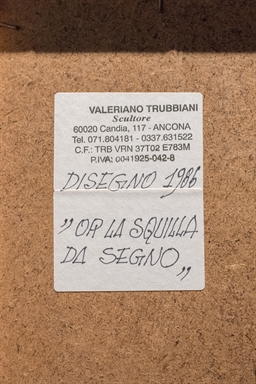 VALERIANO TRUBBIANI
Scultore
60020 Candia, 117 - ANCONA
Tel. 071.804181 - 0337.631522
C.F.: TRB VRN 37T02 E783M
P.IVA: 0041925-042-8
DISEGNO 1986
„ OR LA SQUILLA
DA SEGNO „